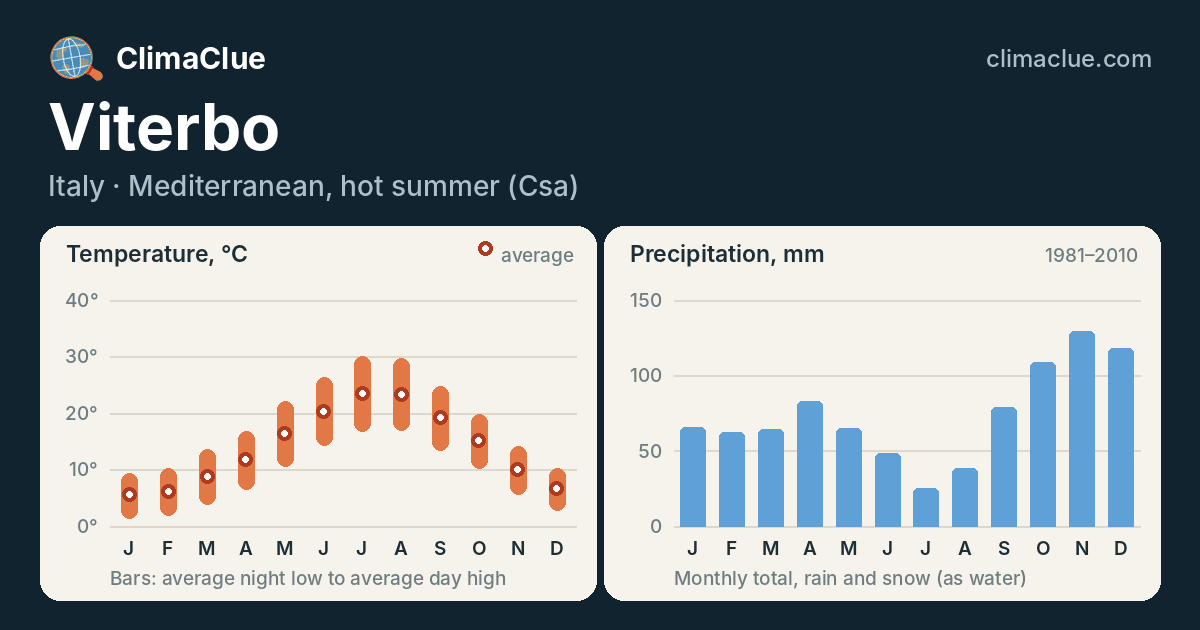 ClimaClue
climaclue.com
Viterbo
Italy · Mediterranean, hot summer (Csa)
Temperature, °C
average
40°
30°
20°
10°
0°
J F M A M J J A S O N D
Bars: average night low to average day high
Precipitation, mm
1981–2010
150
100
50
0
J F M A M J J A S O N D
Monthly total, rain and snow (as water)